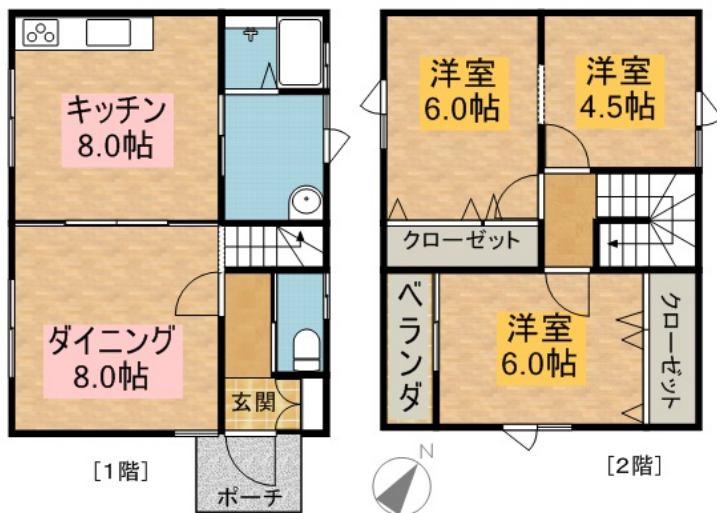 キッチン
8.0帖
ダイニング
8.0帖
玄関
ポーチ
[1階]
洋室
6.0帖
洋室
4.5帖
クローゼット
ベランダ
洋室
6.0帖
クローゼット
[2階]
N